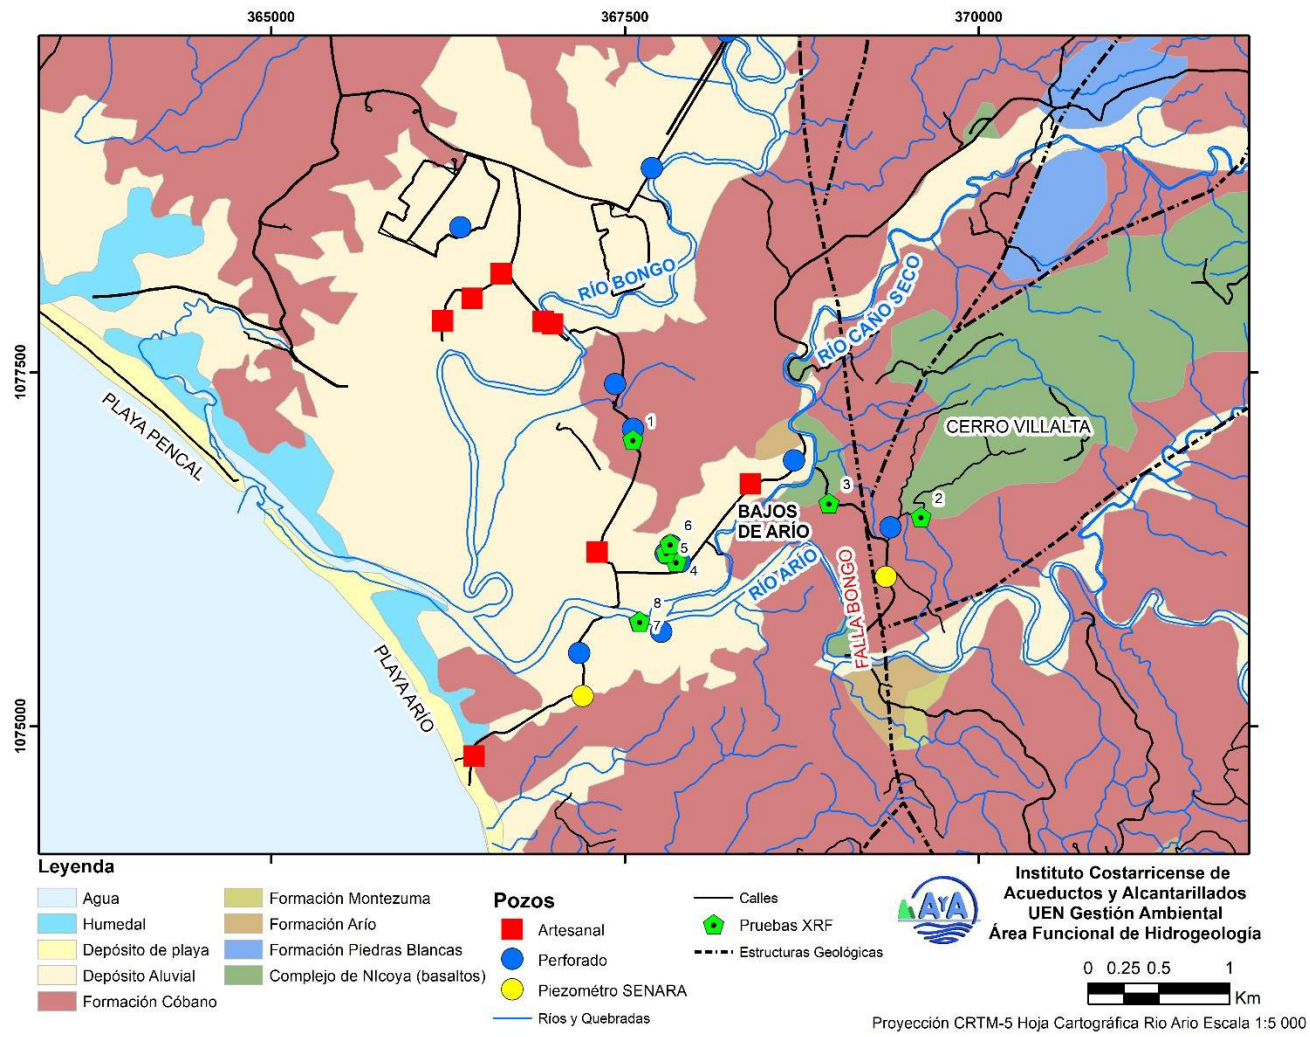 365000
367500
370000
1077500
1075000
RÍO BONGO
RÍO CAÑO SECO
PLAYA PENCAL
CERRO VILLALTA
1
3
2
BAJOS
DE ARÍO
6
5
4
RÍO ARÍO
8
7
FALLA BONGO
PLAYA ARÍO
Leyenda
Agua
Humedal
Depósito de playa
Depósito Aluvial
Formación Cóbano
Formación Montezuma
Formación Arío
Formación Piedras Blancas
Complejo de NIcoya (basaltos)
Pozos
Artesanal
Perforado
Piezométro SENARA
Ríos y Quebradas
Calles
Pruebas XRF
Estructuras Geológicas
AyA
Instituto Costarricense de
Acueductos y Alcantarillados
UEN Gestión Ambiental
Área Funcional de Hidrogeología
0 0.25 0.5 1
Km
Proyección CRTM-5 Hoja Cartográfica Rio Ario Escala 1:5 000